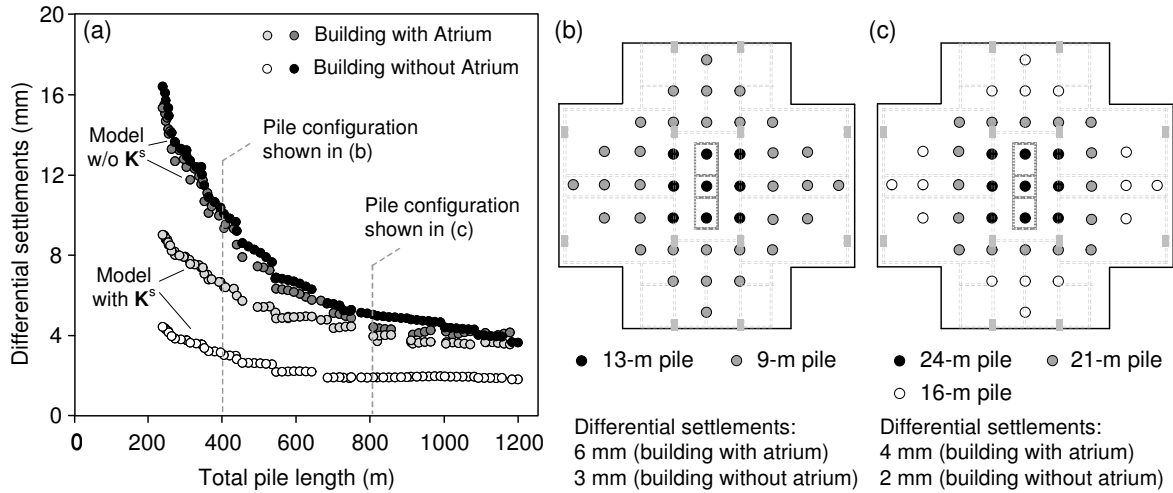 (a)
Building with Atrium
Building without Atrium
Differential settlements (mm)
20
16
12
8
4
0
Model
w/o Kˢ
Pile configuration
shown in (b)
Pile configuration
shown in (c)
Model
with Kˢ
0
200
400
600
800
1000
1200
Total pile length (m)
(b)
13-m pile
9-m pile
Differential settlements:
6 mm (building with atrium)
3 mm (building without atrium)
(c)
24-m pile
21-m pile
16-m pile
Differential settlements:
4 mm (building with atrium)
2 mm (building without atrium)